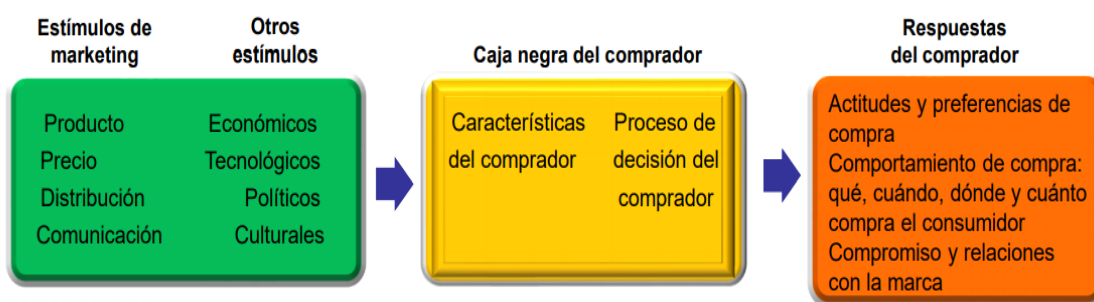 Estímulos de
marketing
Otros
estímulos
Caja negra del comprador
Respuestas
del comprador
Producto
Precio
Distribución
Comunicación
Económicos
Tecnológicos
Políticos
Culturales
Características
del comprador
Proceso de
decisión del
comprador
Actitudes y preferencias de
compra
Comportamiento de compra:
qué, cuándo, dónde y cuánto
compra el consumidor
Compromiso y relaciones
con la marca